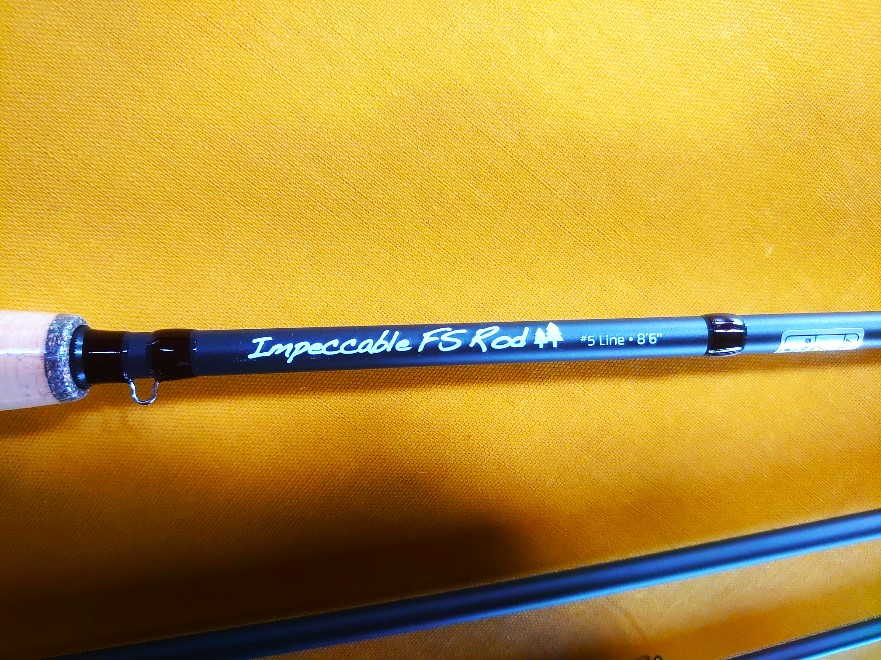 Impeccable FS Rod #5 Line • 8'6"